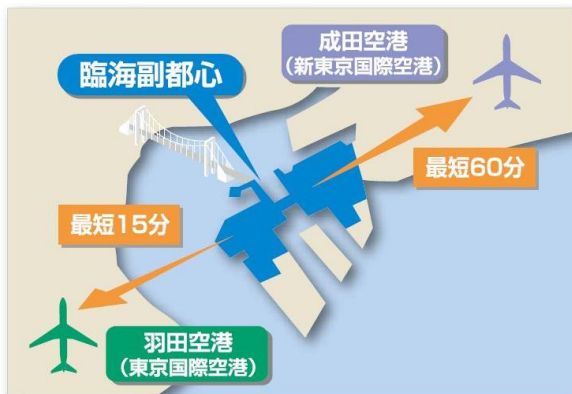 成田空港
（新東京国際空港）
臨海副都心
最短60分
最短15分
羽田空港
（東京国際空港）